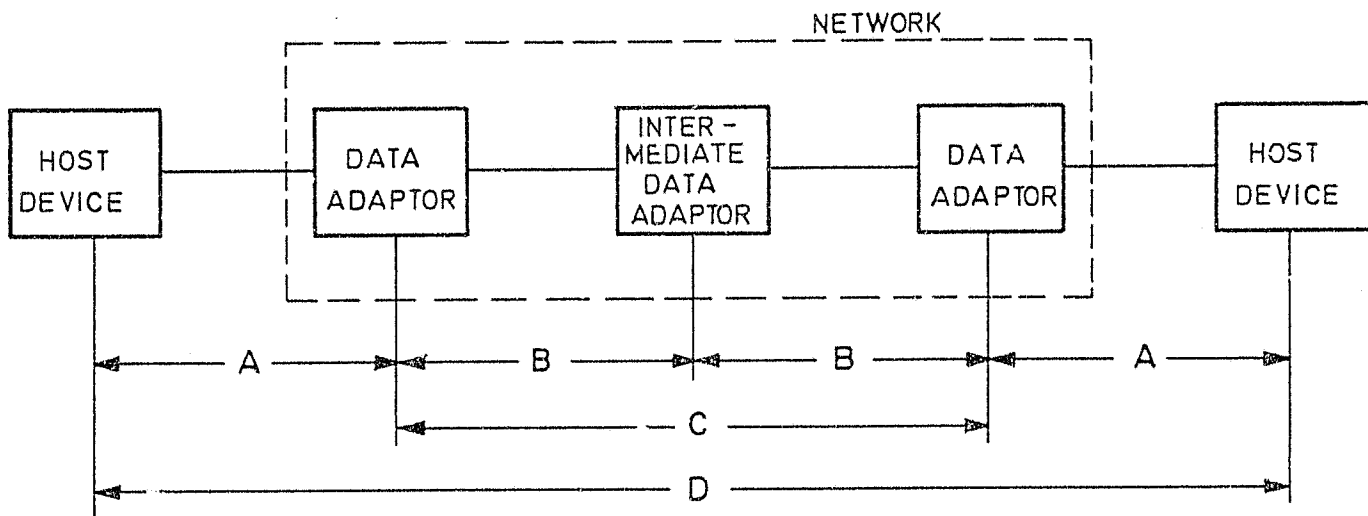 NETWORK
HOST
DEVICE
DATA
ADAPTOR
INTER-
MEDIATE
DATA
ADAPTOR
DATA
ADAPTOR
HOST
DEVICE
A
B
B
A
C
D